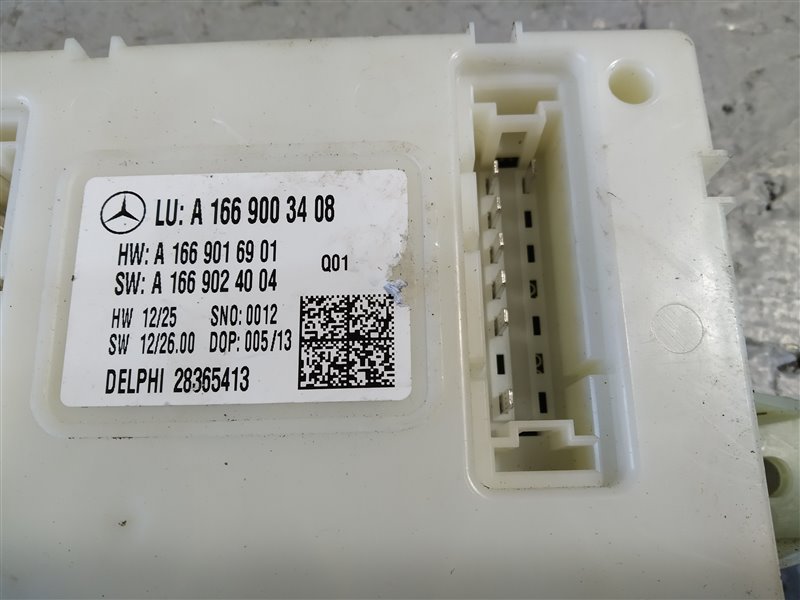 LU: A 166 900 34 08
HW: A 166 901 69 01
SW: A 166 902 40 04
Q01
HW 12/25 SNO: 0012
SW 12/26.00 DOP: 005/13
DELPHI 28365413